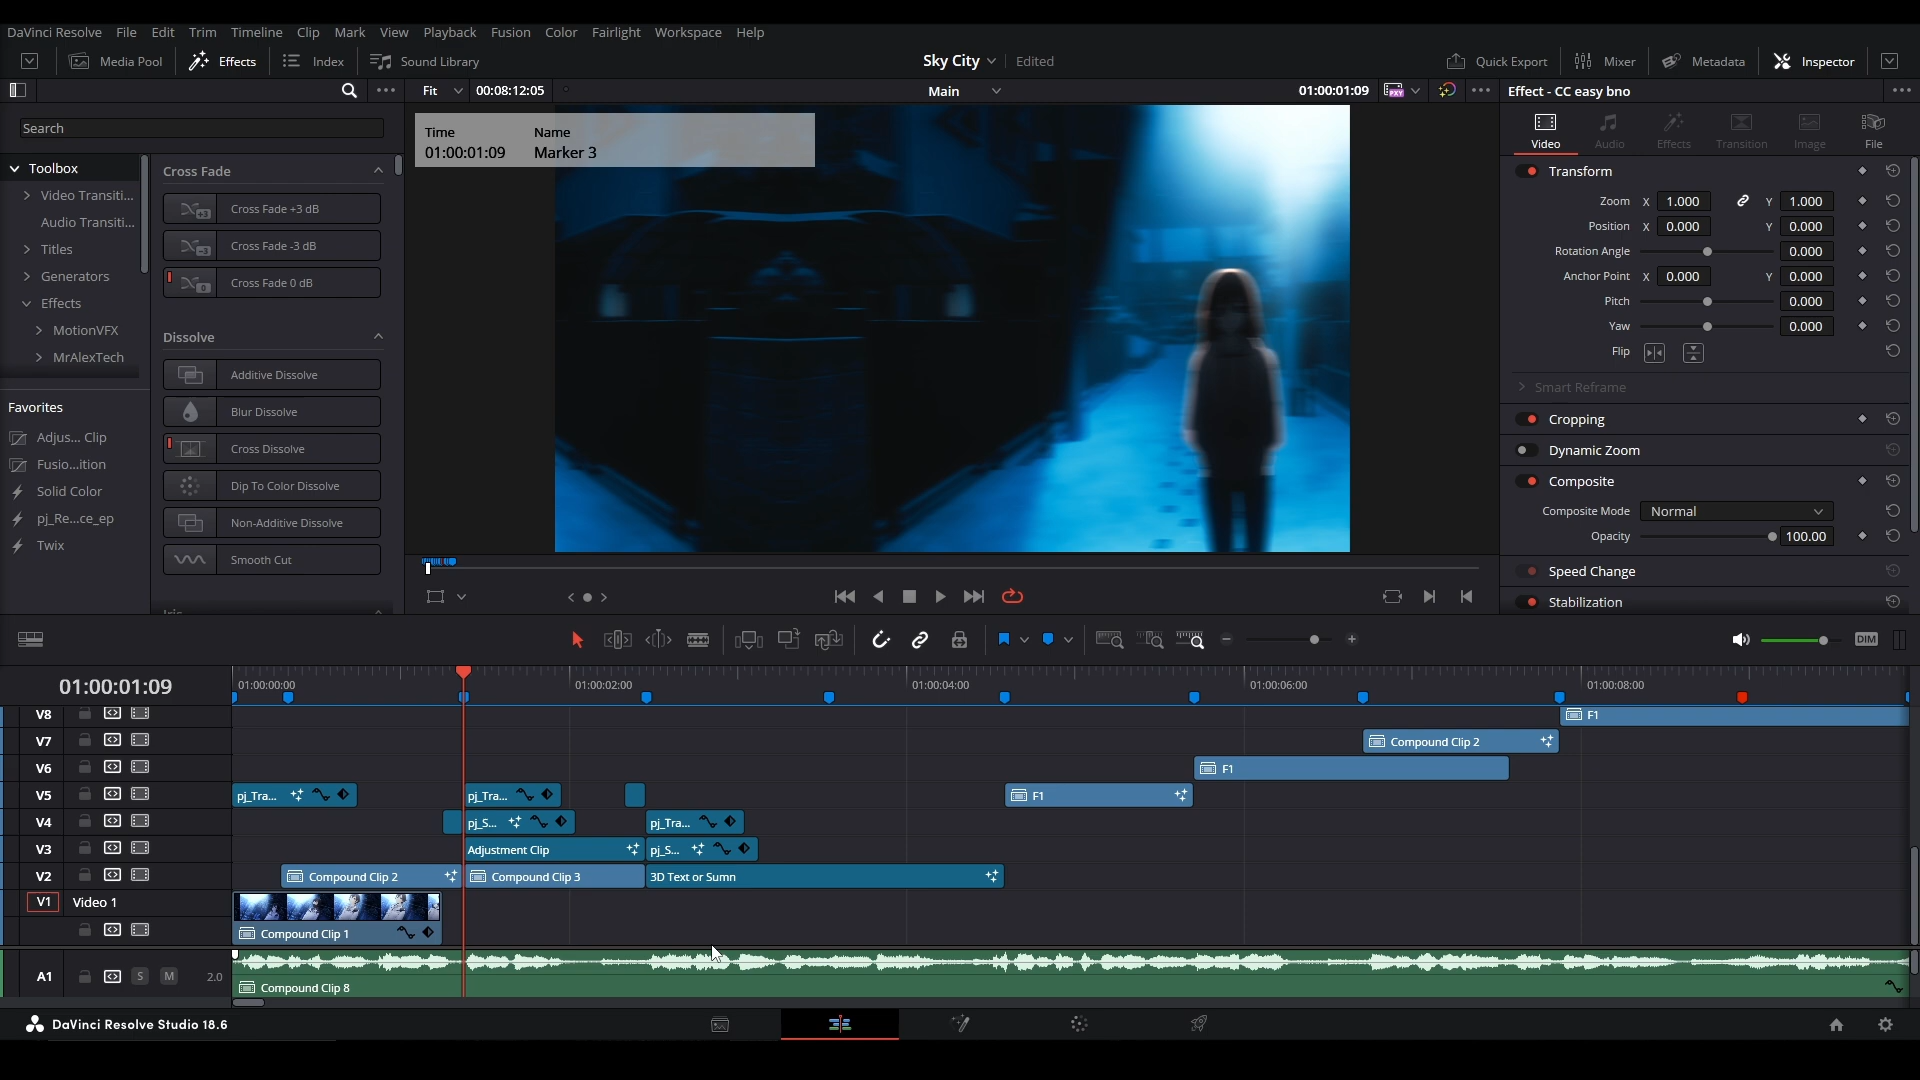 DaVinci Resolve File Edit Trim Timeline Clip Mark View Playback Fusion Color Fairlight Workspace Help
Media Pool Effects Index Sound Library Sky City Edited Quick Export Mixer Metadata Inspector
Fit 00:08:12:05 Main 01:00:01:09 PXY Effect - CC easy bno
Search
Time Name
01:00:01:09 Marker 3
Video Audio Effects Transition Image File
Toolbox
Video Transiti...
Audio Transiti...
Titles
Generators
Effects
MotionVFX
MrAlexTech
Favorites
Adjus... Clip
Fusio...ition
Solid Color
pj_Re...ce_ep
Twix
Cross Fade
+3 Cross Fade +3 dB
-3 Cross Fade -3 dB
0 Cross Fade 0 dB
Dissolve
Additive Dissolve
Blur Dissolve
Cross Dissolve
Dip To Color Dissolve
Non-Additive Dissolve
Smooth Cut
Iris
Transform
Zoom X 1.000 Y 1.000
Position X 0.000 Y 0.000
Rotation Angle 0.000
Anchor Point X 0.000 Y 0.000
Pitch 0.000
Yaw 0.000
Flip
Smart Reframe
Cropping
Dynamic Zoom
Composite
Composite Mode Normal
Opacity 100.00
Speed Change
Stabilization
DIM
01:00:01:09 01:00:00:00 01:00:02:00 01:00:04:00 01:00:06:00 01:00:08:00
V8 F1
V7 Compound Clip 2
V6 F1
V5 pj_Tra... pj_Tra... F1
V4 pj_S... pj_Tra...
V3 Adjustment Clip pj_S...
V2 Compound Clip 2 Compound Clip 3 3D Text or Sumn
V1 Video 1
Compound Clip 1
A1 S M 2.0
Compound Clip 8
DaVinci Resolve Studio 18.6